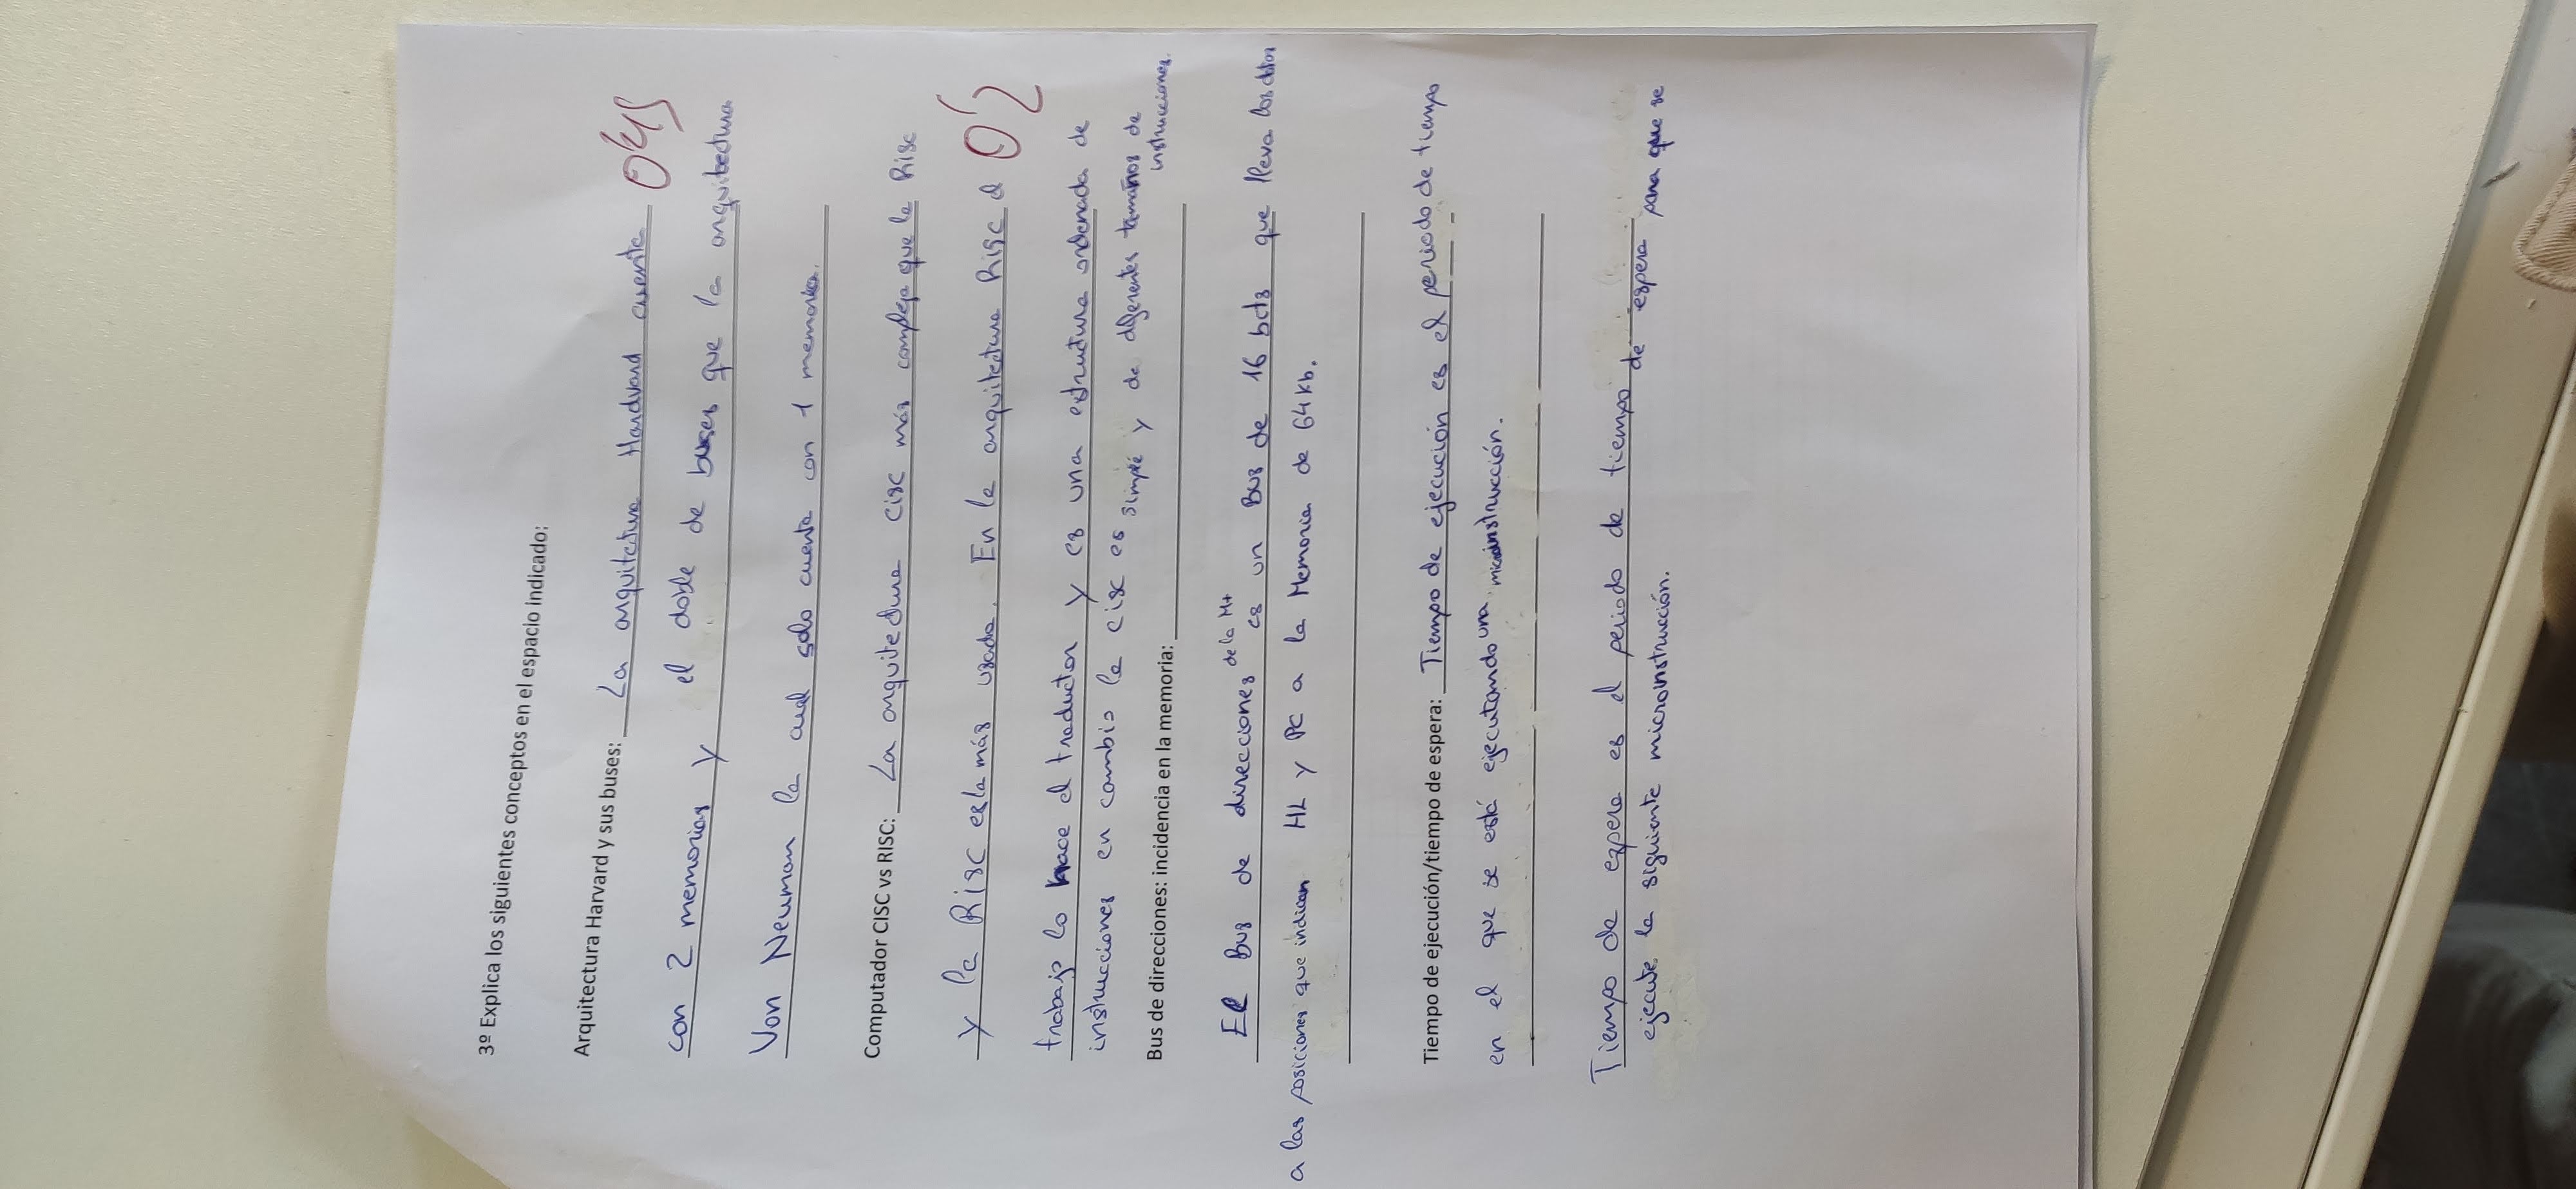 3º Explica los siguientes conceptos en el espacio indicado:
Arquitectura Harvard y sus buses: La arquitectura Hardvard cuenta 0'45
con 2 memorias y el doble de buses que la arquitectura
Von Neuman la cual solo cuenta con 1 memoria.
Computador CISC vs RISC: La arquitectura cisc más compleja que la Risc
y la Risc es la más usada. En la arquitectura Risc el 0'2
trabajo lo hace el traductor y es una estructura ordenada de
instrucciones en cambio la cisc es simple y de diferentes tamaños de
instrucciones.
Bus de direcciones: incidencia en la memoria:
El Bus de direcciones de la M+ es un Bus de 16 bits que lleva los datos
a las posiciones que indican HL y PC a la Memoria de 64kb.
Tiempo de ejecución/tiempo de espera: Tiempo de ejecución es el periodo de tiempo
en el que se está ejecutando una microinstrucción.
Tiempo de espera es el periodo de tiempo de espera para que se
ejecute la siguiente microinstrucción.